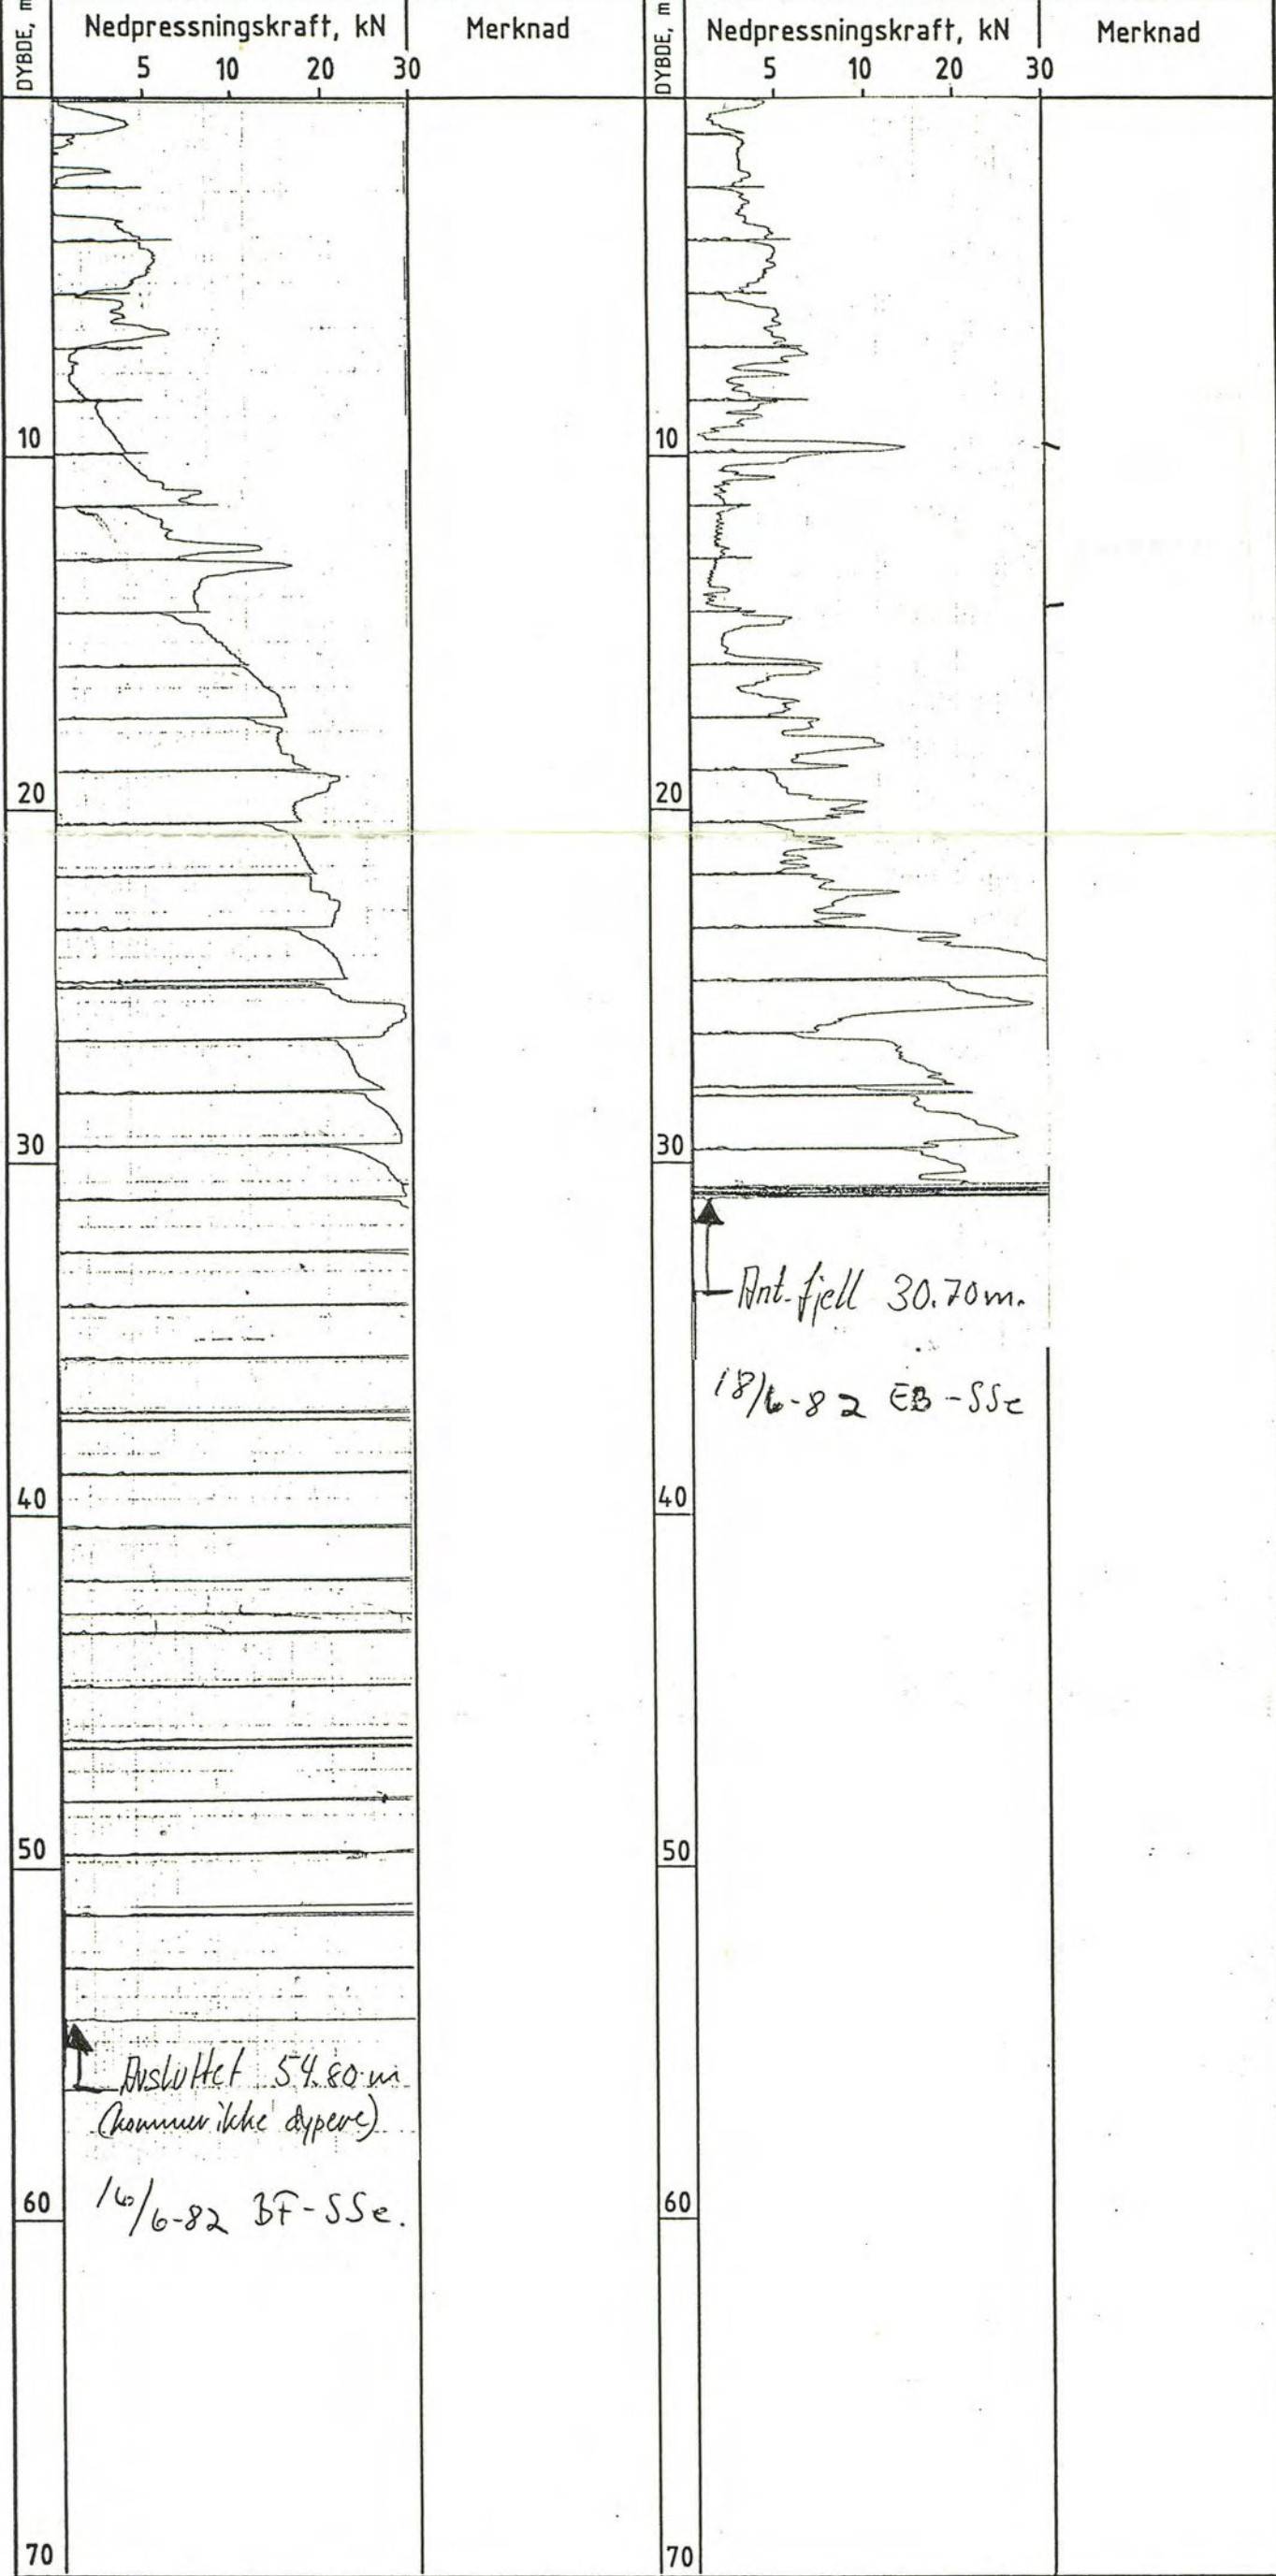 DYBDE, m
Nedpressningskraft, kN
Merknad
5 10 20 30
10
20
30
40
50
Avsluttet 54.80 m
(kommer ikke dypere)
16/6-82 BF-SSe.
60
70
DYBDE, m
Nedpressningskraft, kN
Merknad
5 10 20 30
10
20
30
Ant. fjell 30.70 m.
18/6-82 EB-SSe
40
50
60
70